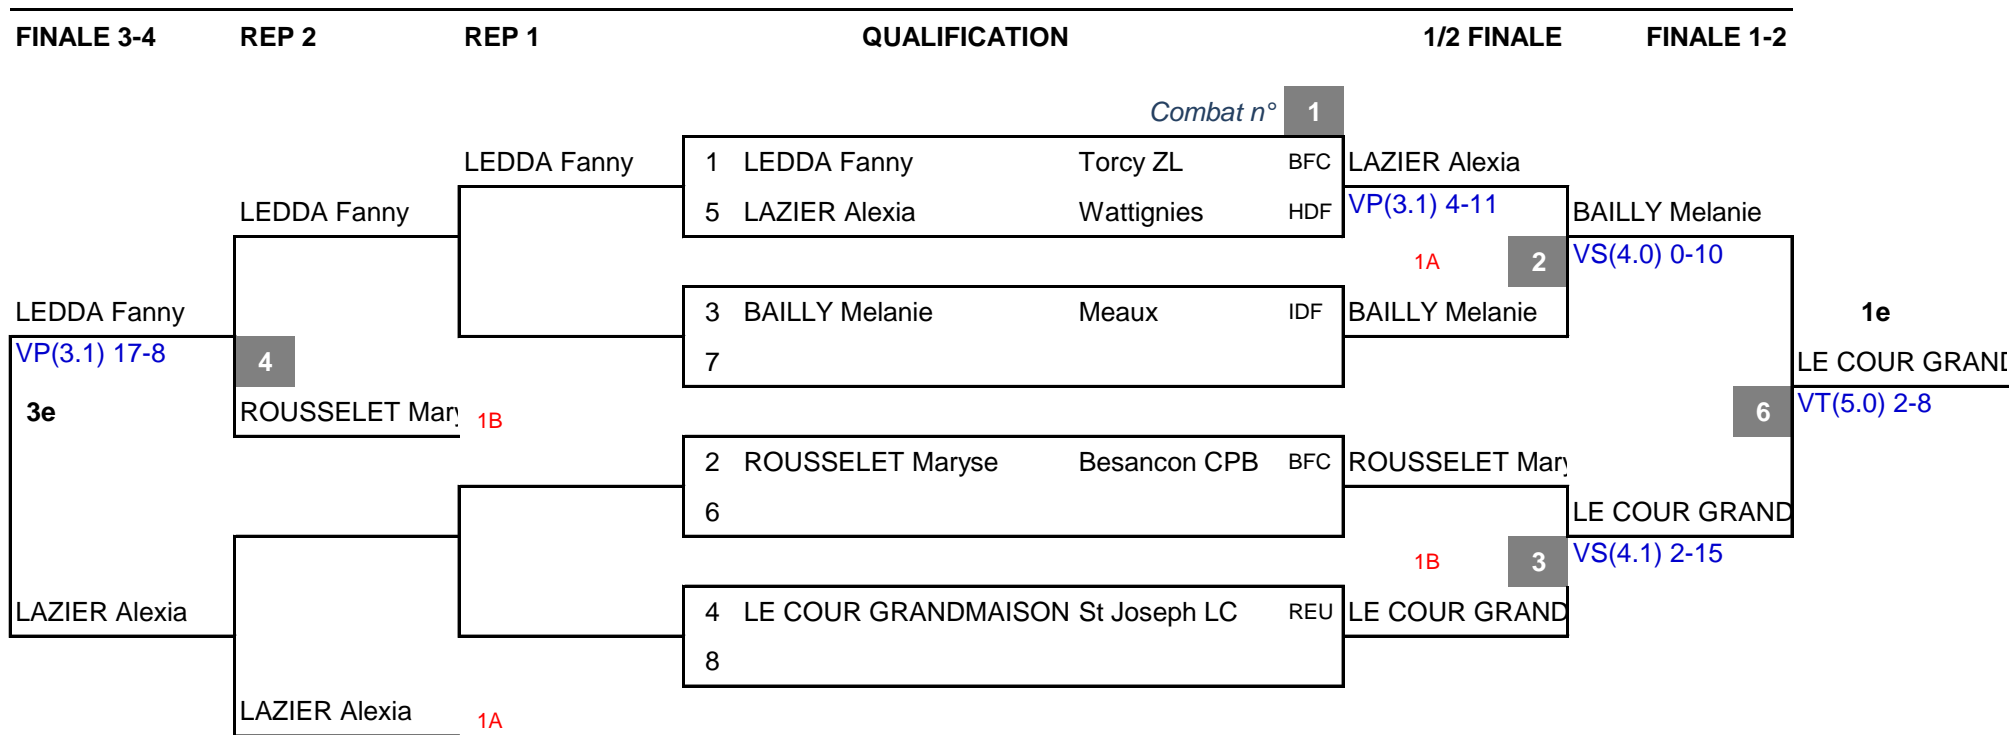 FINALE 3-4 REP 2 REP 1 QUALIFICATION 1/2 FINALE FINALE 1-2
Combat n° 1
LEDDA Fanny 1 LEDDA Fanny Torcy ZL BFC LAZIER Alexia
LEDDA Fanny 5 LAZIER Alexia Wattignies HDF VP(3.1) 4-11 BAILLY Melanie
1A 2 VS(4.0) 0-10
LEDDA Fanny 3 BAILLY Melanie Meaux IDF BAILLY Melanie 1e
VP(3.1) 17-8 4 7 LE COUR GRAND
3e ROUSSELET Mary 1B 6 VT(5.0) 2-8
2 ROUSSELET Maryse Besancon CPB BFC ROUSSELET Mary
6 LE COUR GRAND
1B 3 VS(4.1) 2-15
LAZIER Alexia 4 LE COUR GRANDMAISON St Joseph LC REU LE COUR GRAND
8
LAZIER Alexia 1A